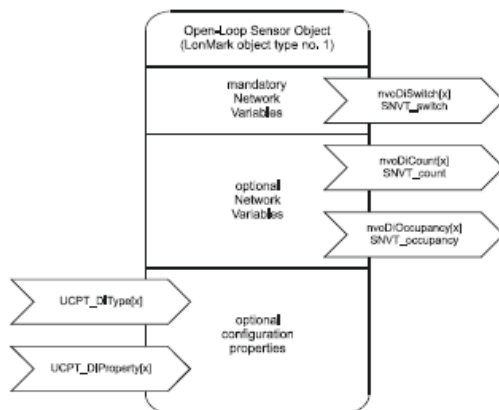 Open-Loop Sensor Object
(LonMark object type no. 1)
mandatory
Network
Variables
nvoDiSwitch[x]
SNVT_switch
nvoDiCount[x]
SNVT_count
optional
Network
Variables
nvoDiOccupancy[x]
SNVT_occupancy
UCPT_DIType[x]
optional
configuration
properties
UCPT_DIProperty[x]